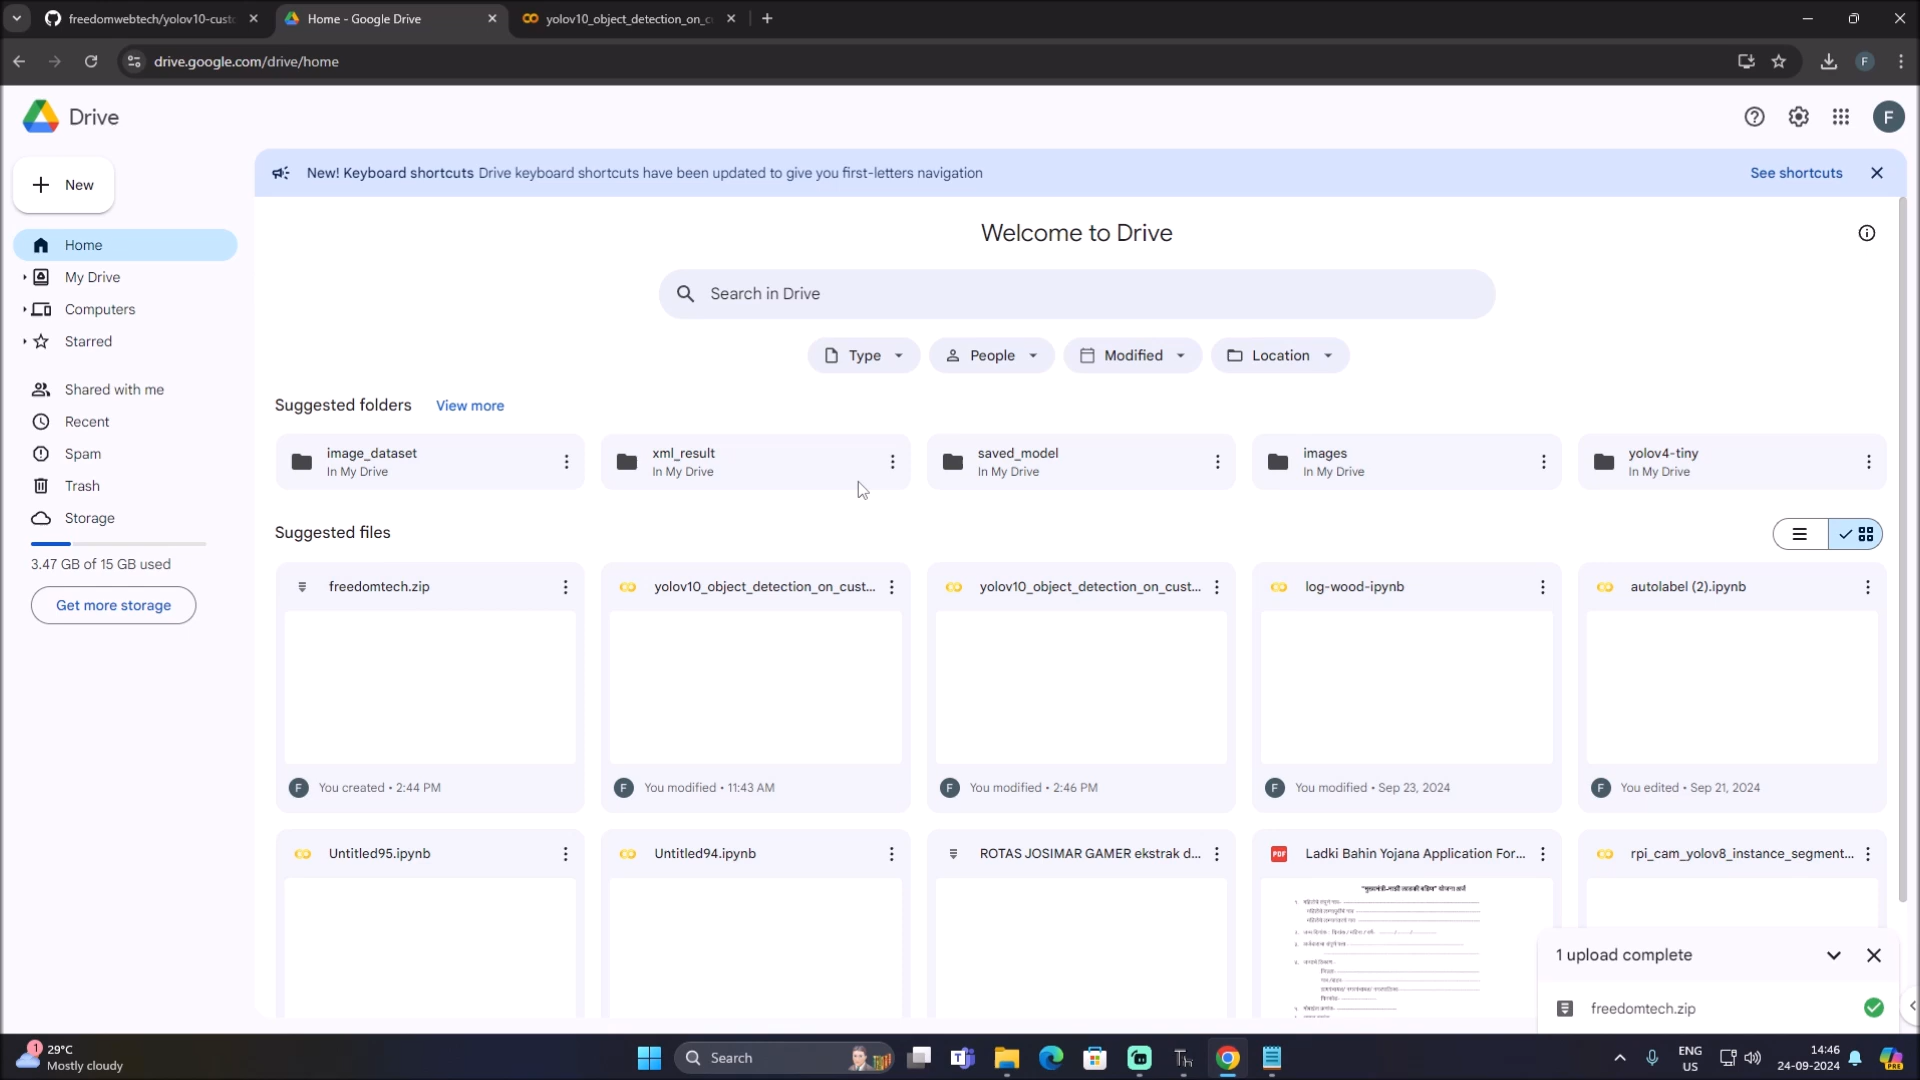 freedomwebtech/yolov10-custo
Home - Google Drive
yolov10_object_detection_on_c
drive.google.com/drive/home
F
Drive
F
New
New! Keyboard shortcuts Drive keyboard shortcuts have been updated to give you first-letters navigation
See shortcuts
Home
My Drive
Computers
Starred
Shared with me
Recent
Spam
Trash
Storage
3.47 GB of 15 GB used
Get more storage
Welcome to Drive
Search in Drive
Type
People
Modified
Location
Suggested folders
View more
image_dataset
In My Drive
xml_result
In My Drive
saved_model
In My Drive
images
In My Drive
yolov4-tiny
In My Drive
Suggested files
freedomtech.zip
yolov10_object_detection_on_cust...
yolov10_object_detection_on_cust...
log-wood-ipynb
autolabel (2).ipynb
F You created • 2:44 PM
F You modified • 11:43 AM
F You modified • 2:46 PM
F You modified • Sep 23, 2024
F You edited • Sep 21, 2024
Untitled95.ipynb
Untitled94.ipynb
ROTAS JOSIMAR GAMER ekstrak d...
PDF Ladki Bahin Yojana Application For...
rpi_cam_yolov8_instance_segment...
1 upload complete
freedomtech.zip
1
29°C
Mostly cloudy
Search
ENG
US
14:46
24-09-2024
PRE